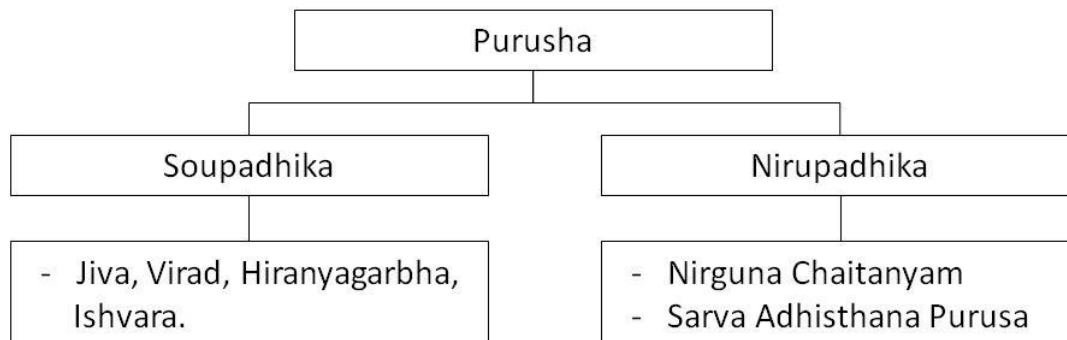 Purusha
Soupadhika
Nirupadhika
- Jiva, Virad, Hiranyagarbha,
Ishvara.
- Nirguna Chaitanyam
- Sarva Adhisthana Purusa